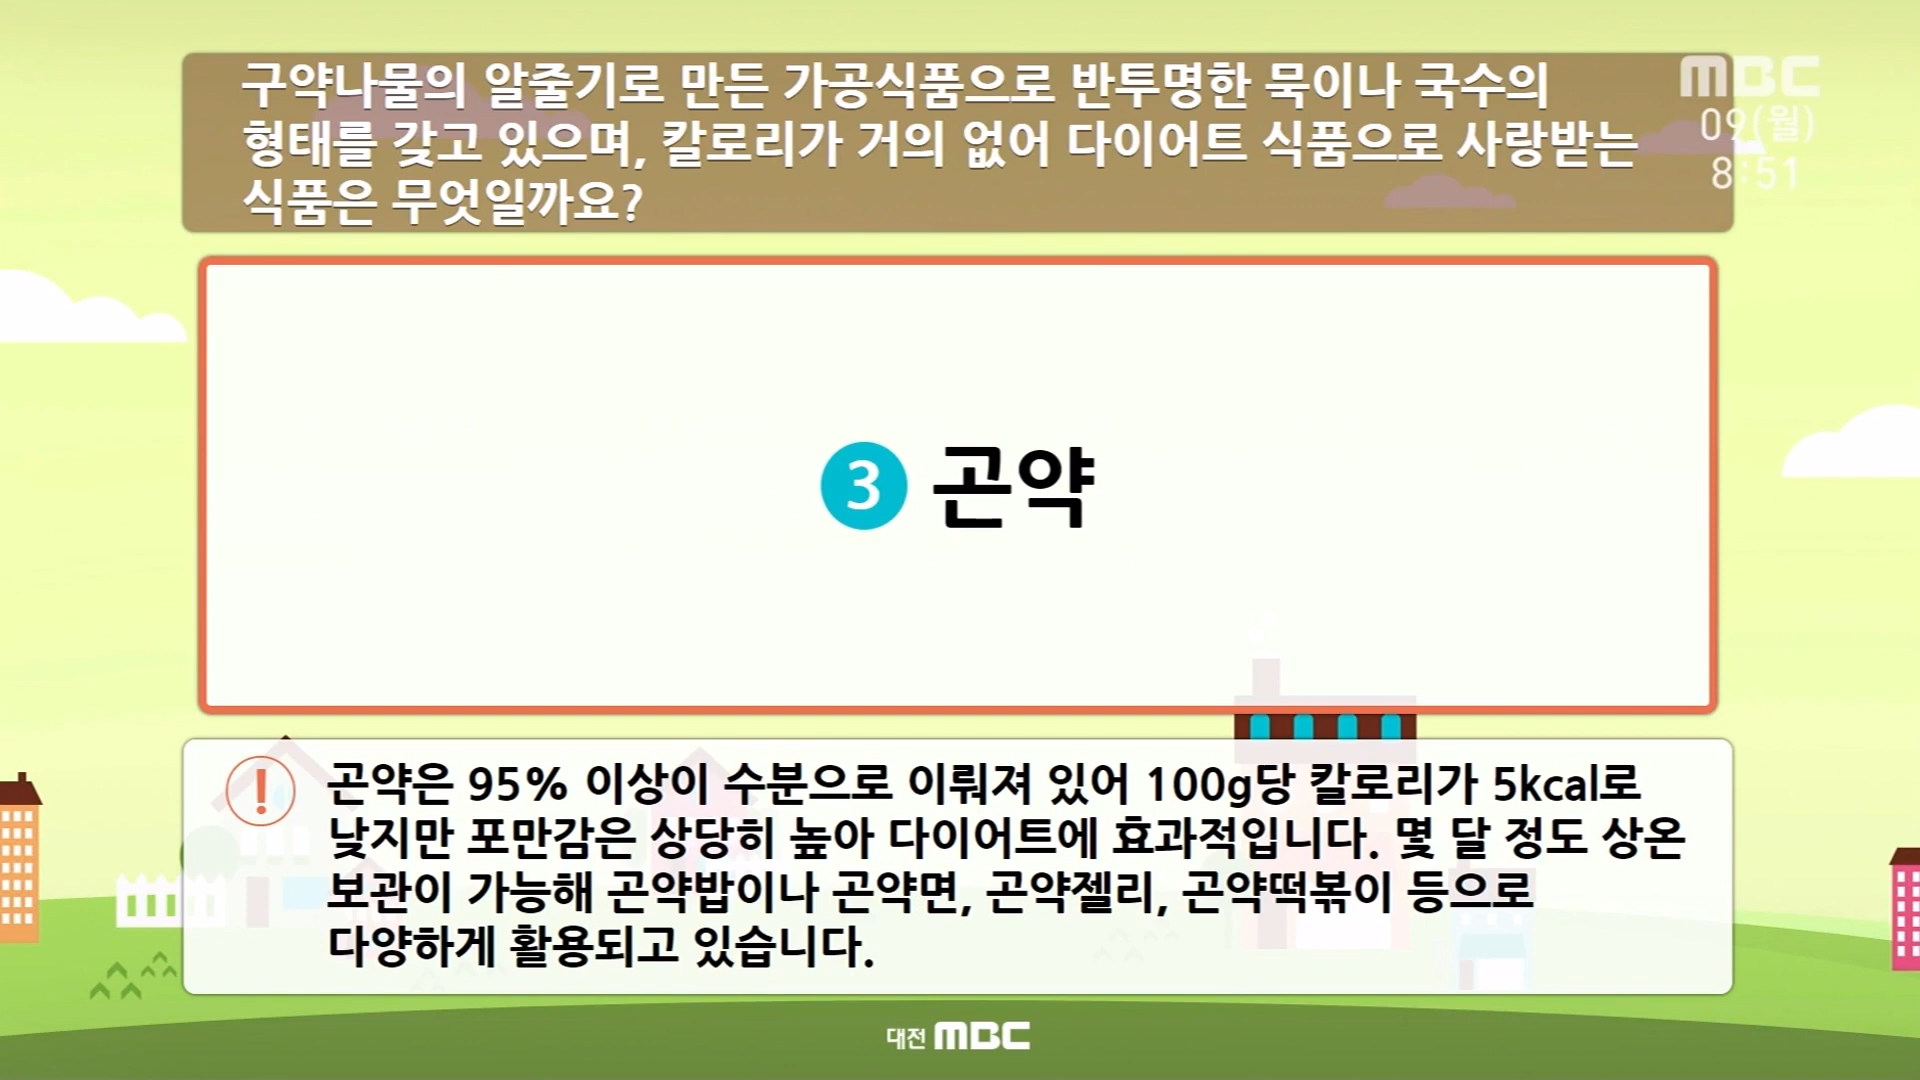 구약나물의 알줄기로 만든 가공식품으로 반투명한 묵이나 국수의
형태를 갖고 있으며, 칼로리가 거의 없어 다이어트 식품으로 사랑받는
식품은 무엇일까요?
MBC
09(월)
8:51
3 곤약
! 곤약은 95% 이상이 수분으로 이뤄져 있어 100g당 칼로리가 5kcal로
낮지만 포만감은 상당히 높아 다이어트에 효과적입니다. 몇 달 정도 상온
보관이 가능해 곤약밥이나 곤약면, 곤약젤리, 곤약떡볶이 등으로
다양하게 활용되고 있습니다.
대전 MBC